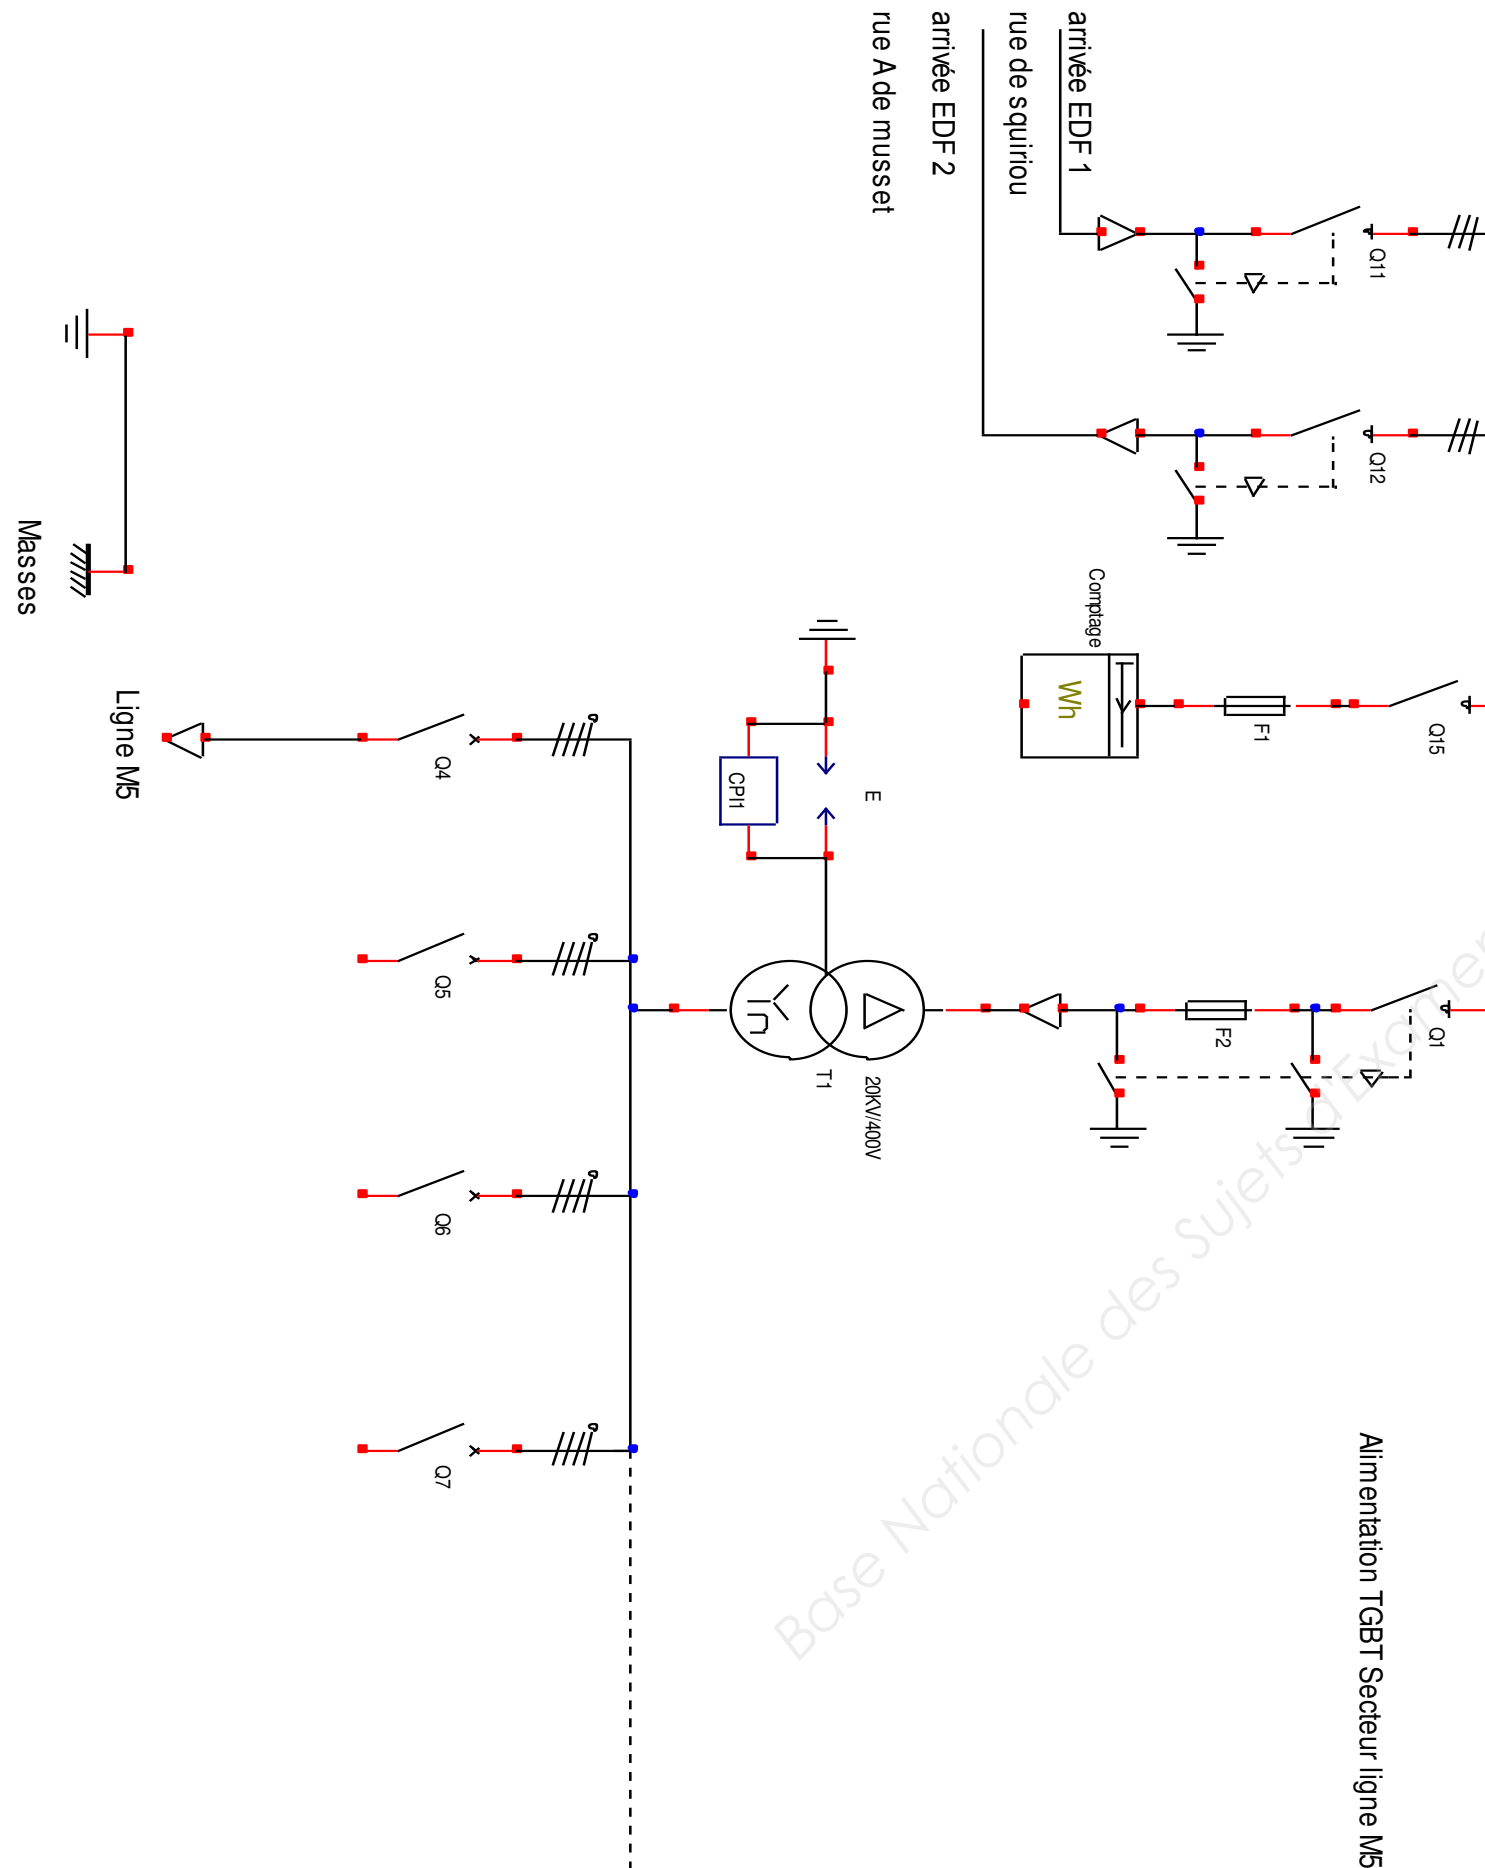 Alimentation TGBT Secteur ligne M5
Q11
Q12
Q15
Q1
F1
F2
arrivée EDF 1
rue de squiriou
arrivée EDF 2
rue A de musset
Comptage
Wh
20KV/400V
T1
E
CPI1
Q4
Q5
Q6
Q7
Ligne M5
Masses
Base Nationale des Sujets d'Examen